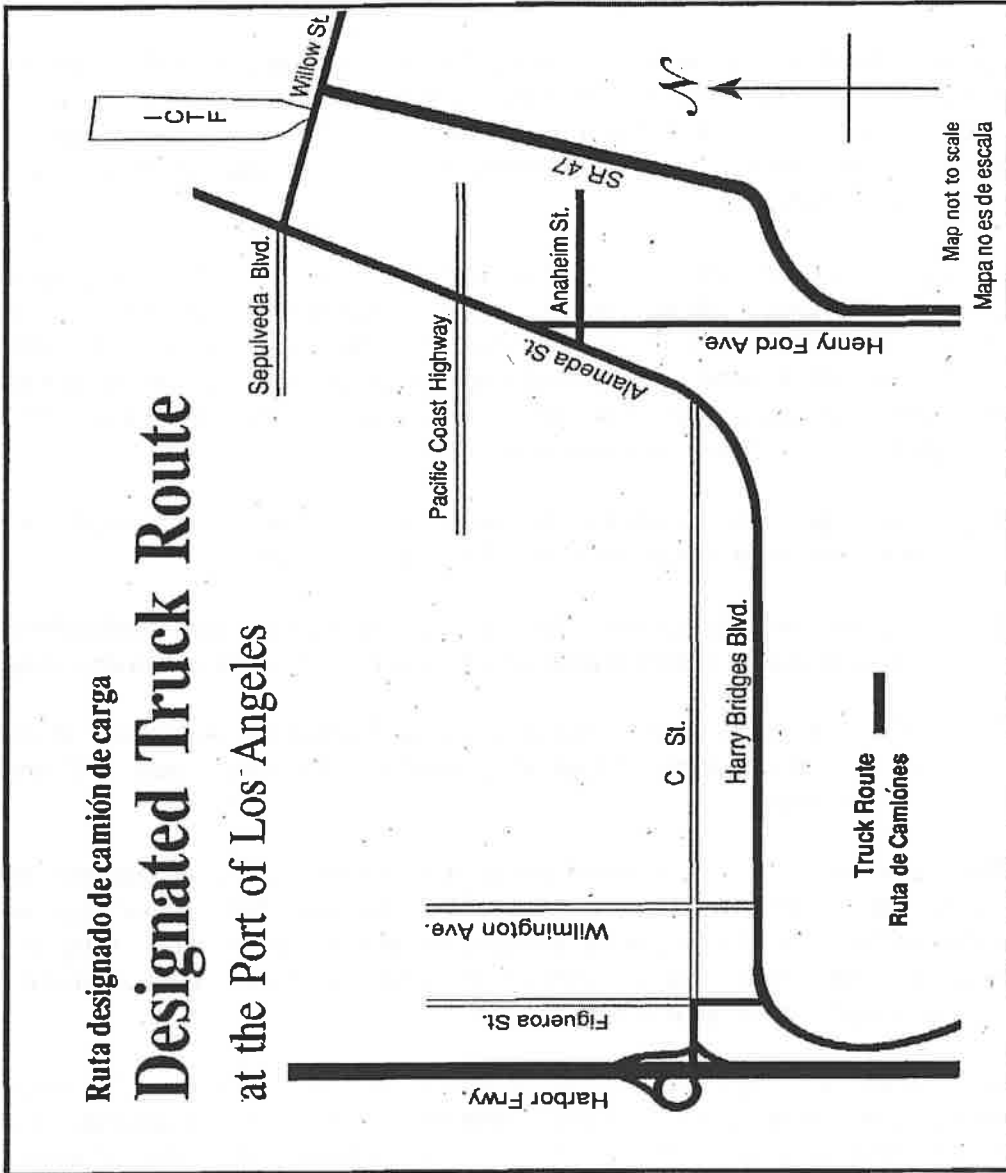 Ruta designado de camión de carga
Designated Truck Route
at the Port of Los Angeles
I C T F
Willow St
Sepulveda Blvd.
Pacific Coast Highway
SR 47
Anaheim St.
Alameda St.
Henry Ford Ave.
N
C St.
Harry Bridges Blvd.
Wilmington Ave.
Figueroa St.
Harbor Frwy.
Truck Route
Ruta de Camiónes
Map not to scale
Mapa no es de escala